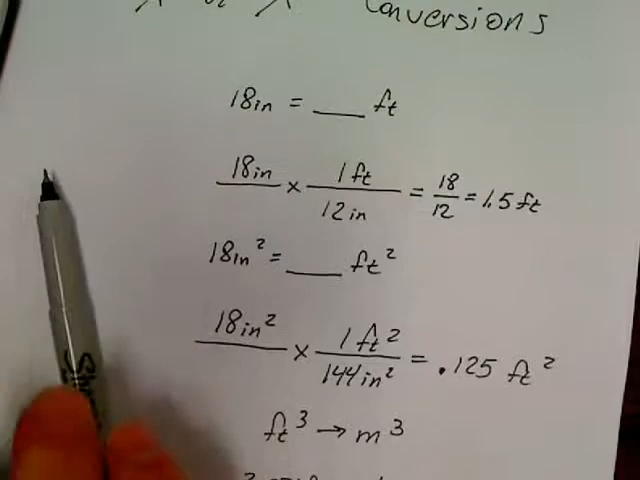 Conversions
18in = ___ ft
18in × 1ft / 12in = 18/12 = 1.5ft
18in² = ___ ft²
18in² × 1ft² / 144in² = .125 ft²
ft³ → m³